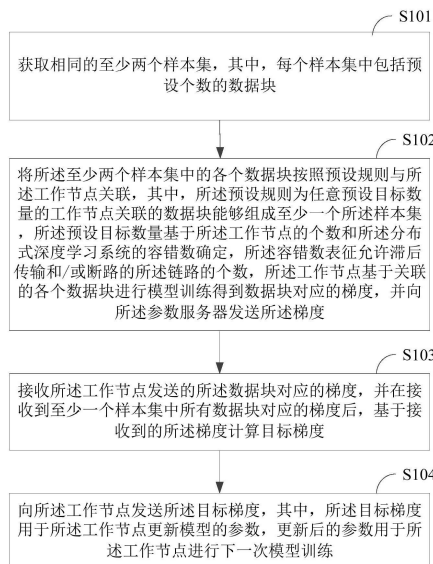 S101
获取相同的至少两个样本集，其中，每个样本集中包括预
设个数的数据块
S102
将所述至少两个样本集中的各个数据块按照预设规则与所
述工作节点关联，其中，所述预设规则为任意预设目标数
量的工作节点关联的数据块能够组成至少一个所述样本集
，所述预设目标数量基于所述工作节点的个数和所述分布
式深度学习系统的容错数确定，所述容错数表征允许滞后
传输和/或断路的所述链路的个数，所述工作节点基于关联
的各个数据块进行模型训练得到数据块对应的梯度，并向
所述参数服务器发送所述梯度
S103
接收所述工作节点发送的所述数据块对应的梯度，并在接
收到至少一个样本集中所有数据块对应的梯度后，基于接
收到的所述梯度计算目标梯度
S104
向所述工作节点发送所述目标梯度，其中，所述目标梯度
用于所述工作节点更新模型的参数，更新后的参数用于所
述工作节点进行下一次模型训练